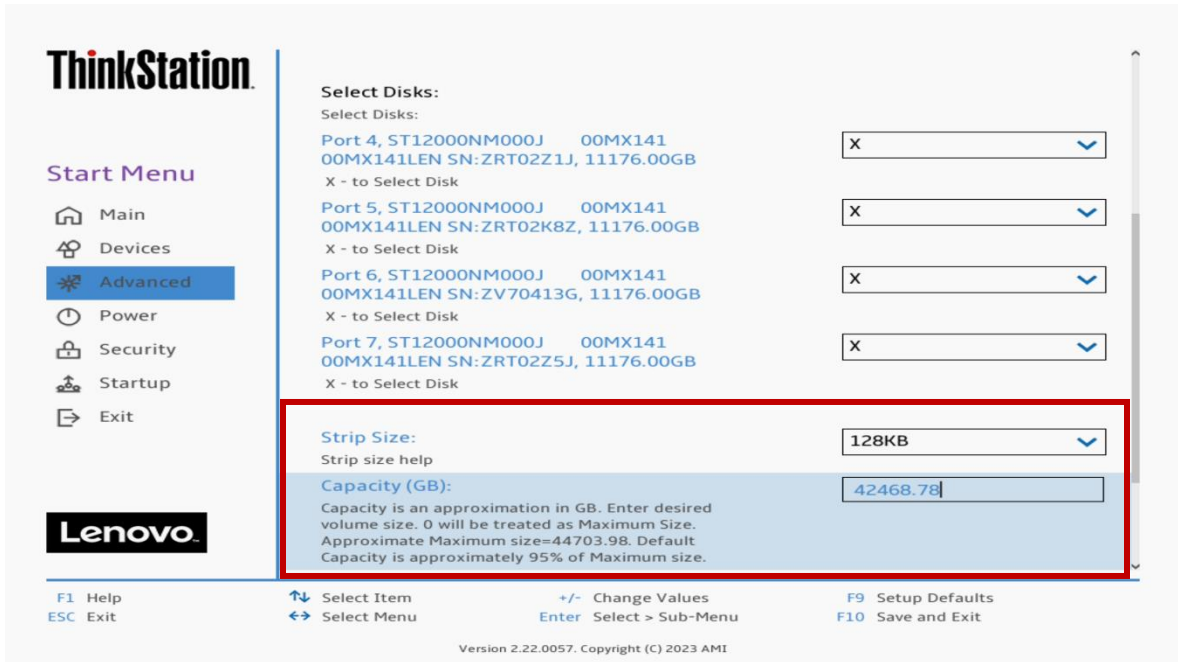 ThinkStation
Start Menu
Main
Devices
Advanced
Power
Security
Startup
Exit
Lenovo
Select Disks:
Select Disks:
Port 4, ST12000NM000J 00MX141
00MX141LEN SN:ZRT02Z1J, 11176.00GB
X - to Select Disk
X
Port 5, ST12000NM000J 00MX141
00MX141LEN SN:ZRT02K8Z, 11176.00GB
X - to Select Disk
X
Port 6, ST12000NM000J 00MX141
00MX141LEN SN:ZV70413G, 11176.00GB
X - to Select Disk
X
Port 7, ST12000NM000J 00MX141
00MX141LEN SN:ZRT02Z5J, 11176.00GB
X - to Select Disk
X
Strip Size:
Strip size help
128KB
Capacity (GB):
42468.78
Capacity is an approximation in GB. Enter desired
volume size. 0 will be treated as Maximum Size.
Approximate Maximum size=44703.98. Default
Capacity is approximately 95% of Maximum size.
F1 Help
ESC Exit
Select Item
Select Menu
+/- Change Values
Enter Select > Sub-Menu
F9 Setup Defaults
F10 Save and Exit
Version 2.22.0057. Copyright (C) 2023 AMI